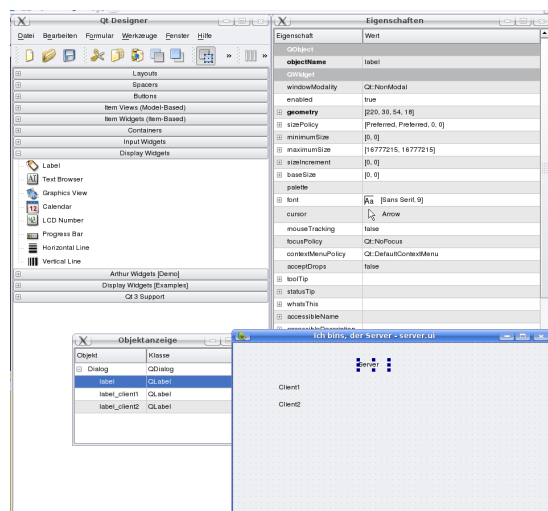 Qt Designer
Datei Bearbeiten Formular Werkzeuge Fenster Hilfe
Layouts
Spacers
Buttons
Item Views (Model-Based)
Item Widgets (Item-Based)
Containers
Input Widgets
Display Widgets
Label
Text Browser
Graphics View
Calendar
LCD Number
Progress Bar
Horizontal Line
Vertical Line
Arthur Widgets [Demo]
Display Widgets [Examples]
Qt 3 Support
Eigenschaften
Eigenschaft Wert
QObject
objectName label
QWidget
windowModality Qt::NonModal
enabled true
geometry [220, 30, 54, 18]
sizePolicy [Preferred, Preferred, 0, 0]
minimumSize [0, 0]
maximumSize [16777215, 16777215]
sizeIncrement [0, 0]
baseSize [0, 0]
palette
font [Sans Serif, 9]
cursor Arrow
mouseTracking false
focusPolicy Qt::NoFocus
contextMenuPolicy Qt::DefaultContextMenu
acceptDrops false
toolTip
statusTip
whatsThis
accessibleName
Objektanzeige
Objekt Klasse
Dialog QDialog
label QLabel
label_client1 QLabel
label_client2 QLabel
Ich bins, der Server - server.ui
Server
Client1
Client2